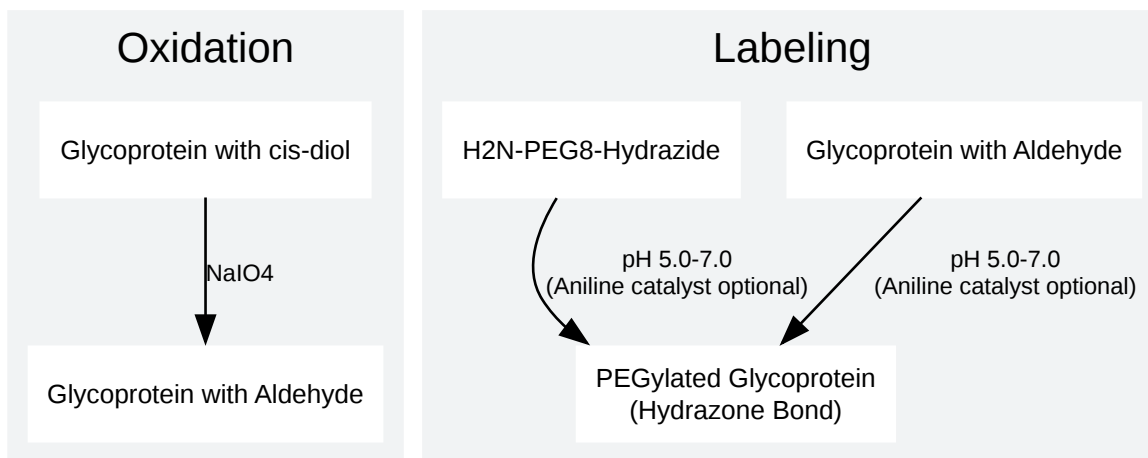 Oxidation
Glycoprotein with cis-diol
NaIO4
Glycoprotein with Aldehyde
Labeling
H2N-PEG8-Hydrazide
Glycoprotein with Aldehyde
pH 5.0-7.0
(Aniline catalyst optional)
pH 5.0-7.0
(Aniline catalyst optional)
PEGylated Glycoprotein
(Hydrazone Bond)